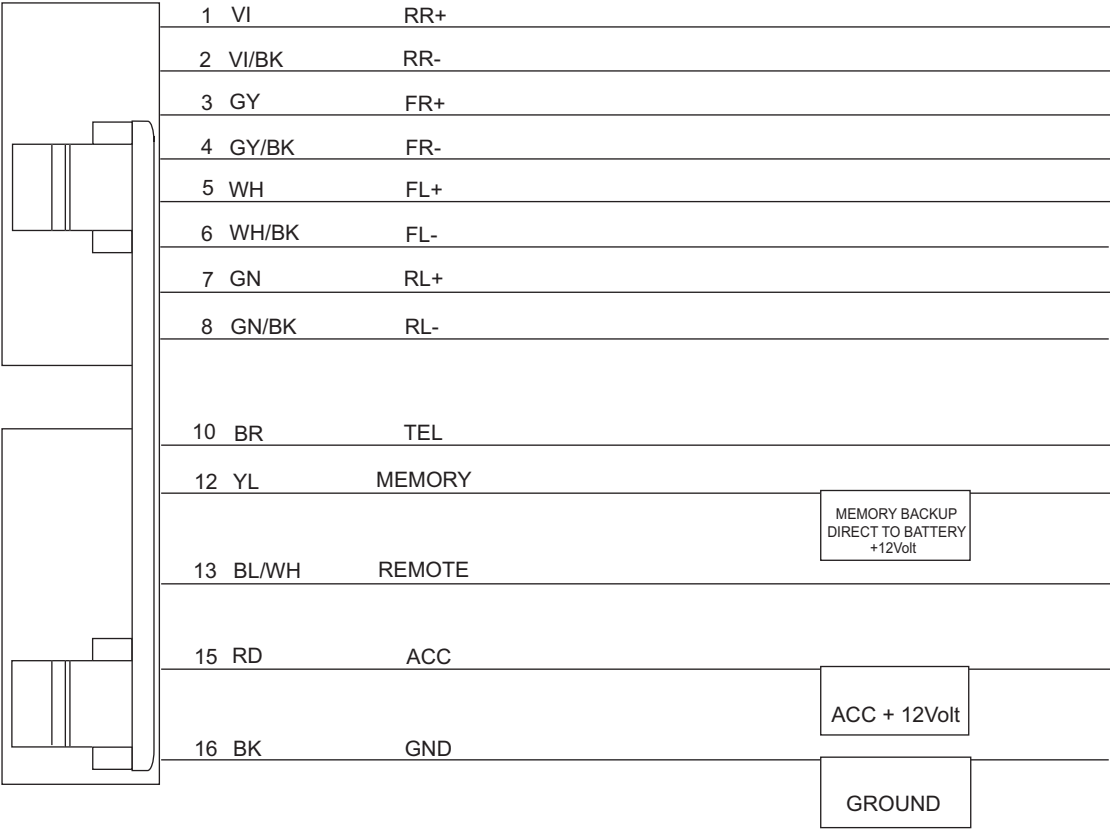 1 VI RR+
2 VI/BK RR-
3 GY FR+
4 GY/BK FR-
5 WH FL+
6 WH/BK FL-
7 GN RL+
8 GN/BK RL-
10 BR TEL
12 YL MEMORY
MEMORY BACKUP
DIRECT TO BATTERY
+12Volt
13 BL/WH REMOTE
15 RD ACC
ACC + 12Volt
16 BK GND
GROUND